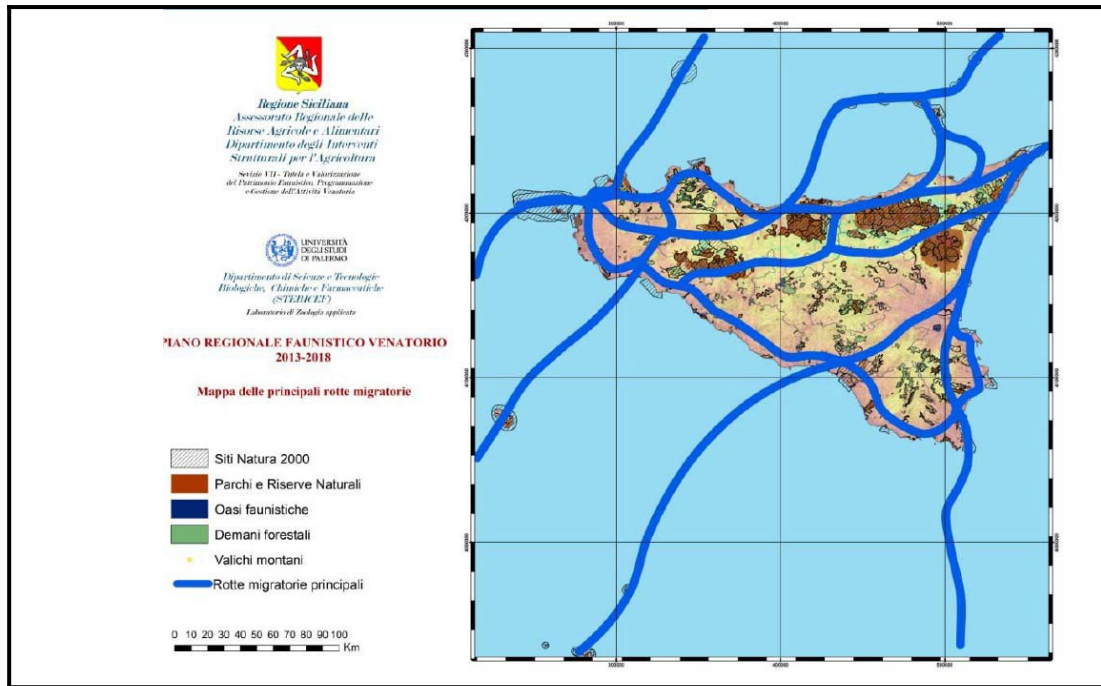 Regione Siciliana
Assessorato Regionale delle
Risorse Agricole e Alimentari
Dipartimento degli Interventi
Strutturali per l'Agricoltura
Servizio VII - Tutela e Valorizzazione
del Patrimonio Faunistico, Programmazione
e Gestione dell'Attività Venatoria
UNIVERSITÀ
DEGLI STUDI
DI PALERMO
Dipartimento di Scienze e Tecnologie
Biologiche, Chimiche e Farmaceutiche
(STEBICEF)
Laboratorio di Zoologia applicata
PIANO REGIONALE FAUNISTICO VENATORIO
2013-2018
Mappa delle principali rotte migratorie
Siti Natura 2000
Parchi e Riserve Naturali
Oasi faunistiche
Demani forestali
Valichi montani
Rotte migratorie principali
0 10 20 30 40 50 60 70 80 90 100
Km